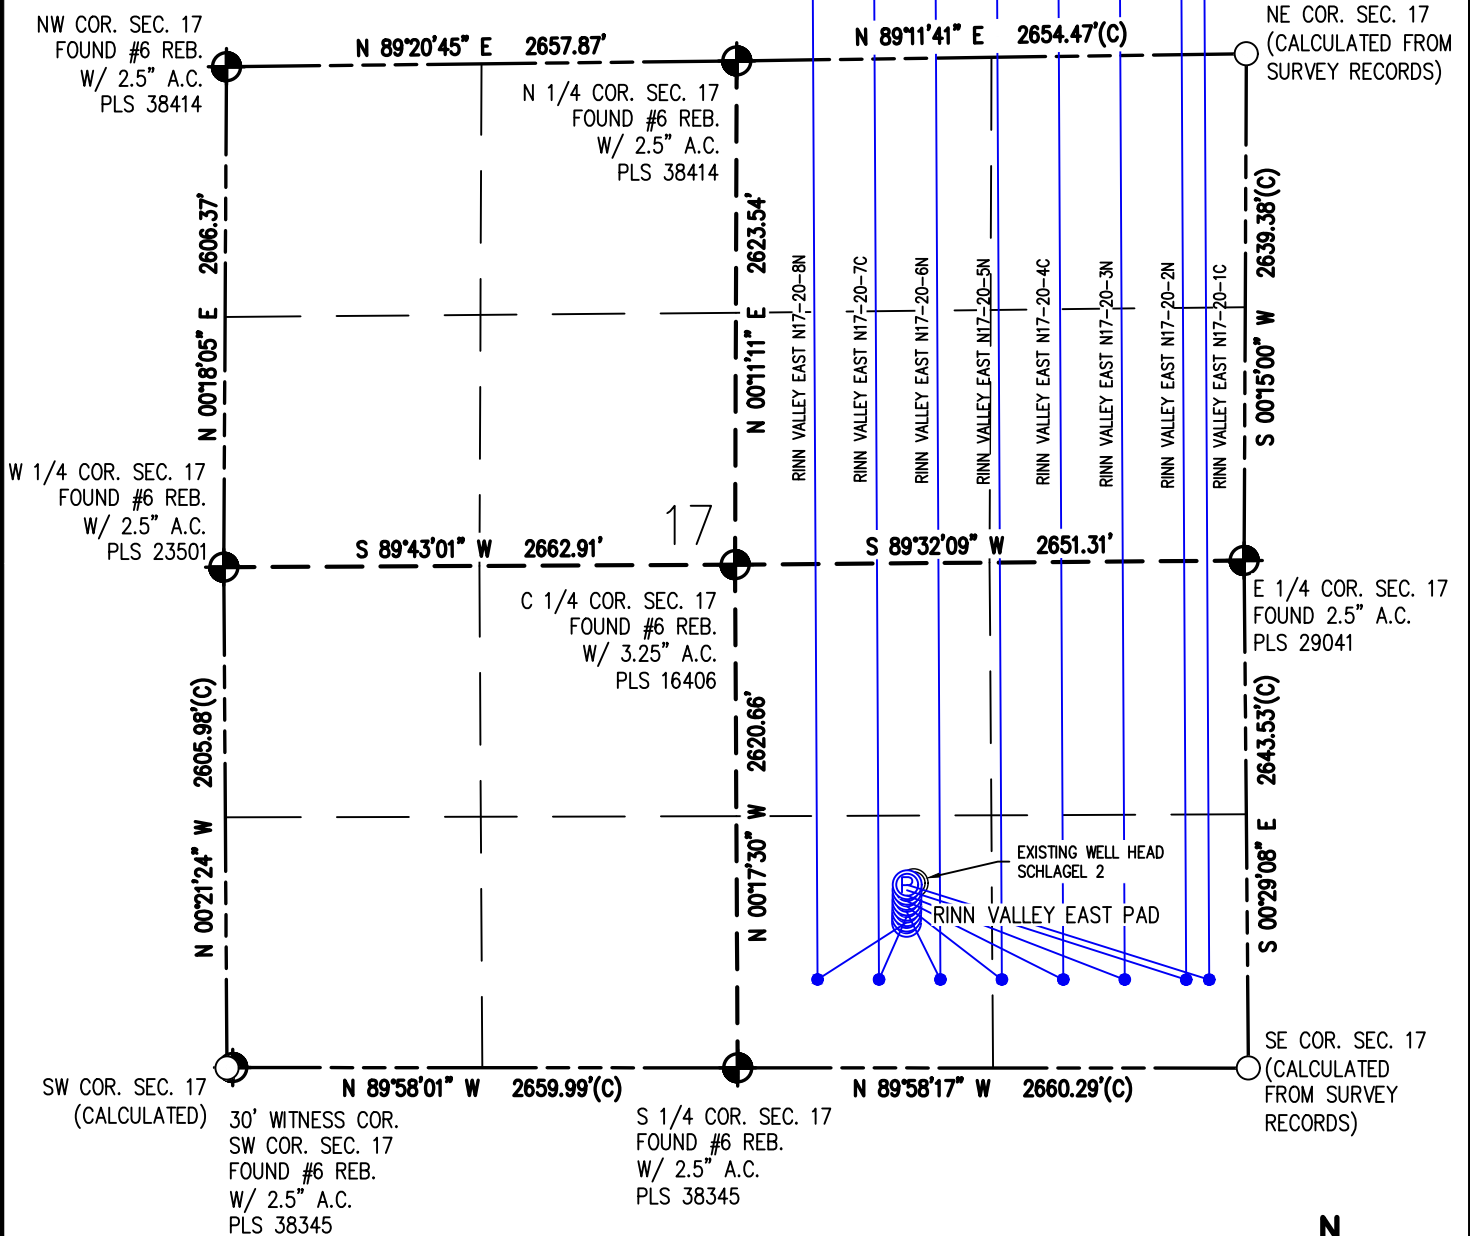 NW COR. SEC. 17
FOUND #6 REB.
W/ 2.5" A.C.
PLS 38414
N 89°20'45" E 2657.87'
N 1/4 COR. SEC. 17
FOUND #6 REB.
W/ 2.5" A.C.
PLS 38414
N 89°11'41" E 2654.47'(C)
NE COR. SEC. 17
(CALCULATED FROM
SURVEY RECORDS)
N 00°18'05" E 2606.37'
N 00°11'11" E 2623.54'
RINN VALLEY EAST N17-20-8N
RINN VALLEY EAST N17-20-7C
RINN VALLEY EAST N17-20-6N
RINN VALLEY EAST N17-20-5N
RINN VALLEY EAST N17-20-4C
RINN VALLEY EAST N17-20-3N
RINN VALLEY EAST N17-20-2N
RINN VALLEY EAST N17-20-1C
S 00°15'00" W 2639.38'(C)
W 1/4 COR. SEC. 17
FOUND #6 REB.
W/ 2.5" A.C.
PLS 23501
S 89°43'01" W 2662.91'
17
S 89°32'09" W 2651.31'
C 1/4 COR. SEC. 17
FOUND #6 REB.
W/ 3.25" A.C.
PLS 16406
E 1/4 COR. SEC. 17
FOUND 2.5" A.C.
PLS 29041
N 00°21'24" W 2605.98'(C)
N 00°17'30" W 2620.66'
S 00°29'08" E 2643.53'(C)
EXISTING WELL HEAD
SCHLAGEL 2
P
RINN VALLEY EAST PAD
SW COR. SEC. 17
(CALCULATED)
N 89°58'01" W 2659.99'(C)
N 89°58'17" W 2660.29'(C)
SE COR. SEC. 17
(CALCULATED
FROM SURVEY
RECORDS)
30' WITNESS COR.
SW COR. SEC. 17
FOUND #6 REB.
W/ 2.5" A.C.
PLS 38345
S 1/4 COR. SEC. 17
FOUND #6 REB.
W/ 2.5" A.C.
PLS 38345
N